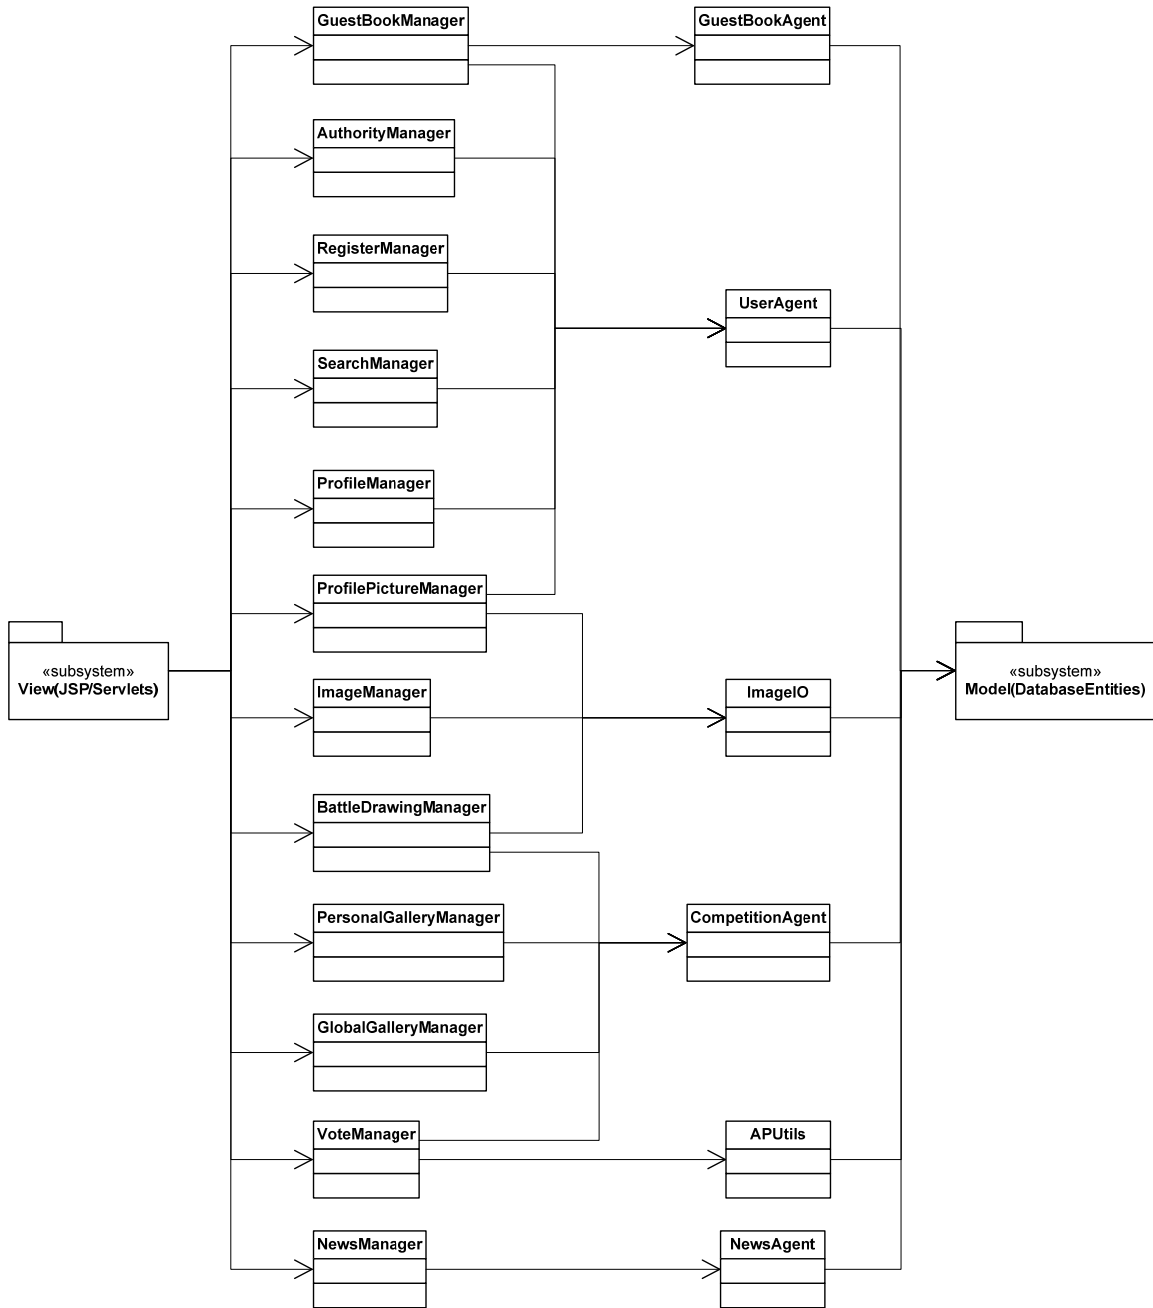 GuestBookManager
GuestBookAgent
AuthorityManager
RegisterManager
UserAgent
SearchManager
ProfileManager
ProfilePictureManager
«subsystem»
View(JSP/Servlets)
«subsystem»
Model(DatabaseEntities)
ImageManager
ImageIO
BattleDrawingManager
PersonalGalleryManager
CompetitionAgent
GlobalGalleryManager
VoteManager
APUtils
NewsManager
NewsAgent